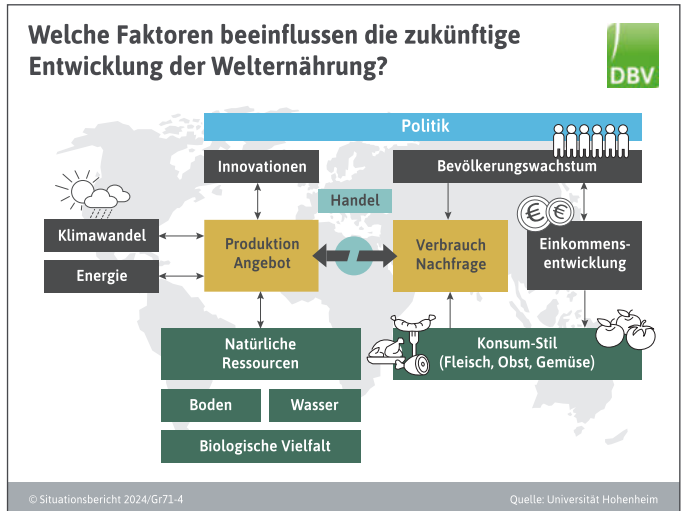 Welche Faktoren beeinflussen die zukünftige
Entwicklung der Welternährung?
DBV
Politik
Innovationen
Bevölkerungswachstum
Handel
Klimawandel
Energie
Produktion
Angebot
Verbrauch
Nachfrage
€ €
Einkommens-
entwicklung
Natürliche
Ressourcen
Konsum-Stil
(Fleisch, Obst, Gemüse)
Boden
Wasser
Biologische Vielfalt
© Situationsbericht 2024/Gr71-4
Quelle: Universität Hohenheim